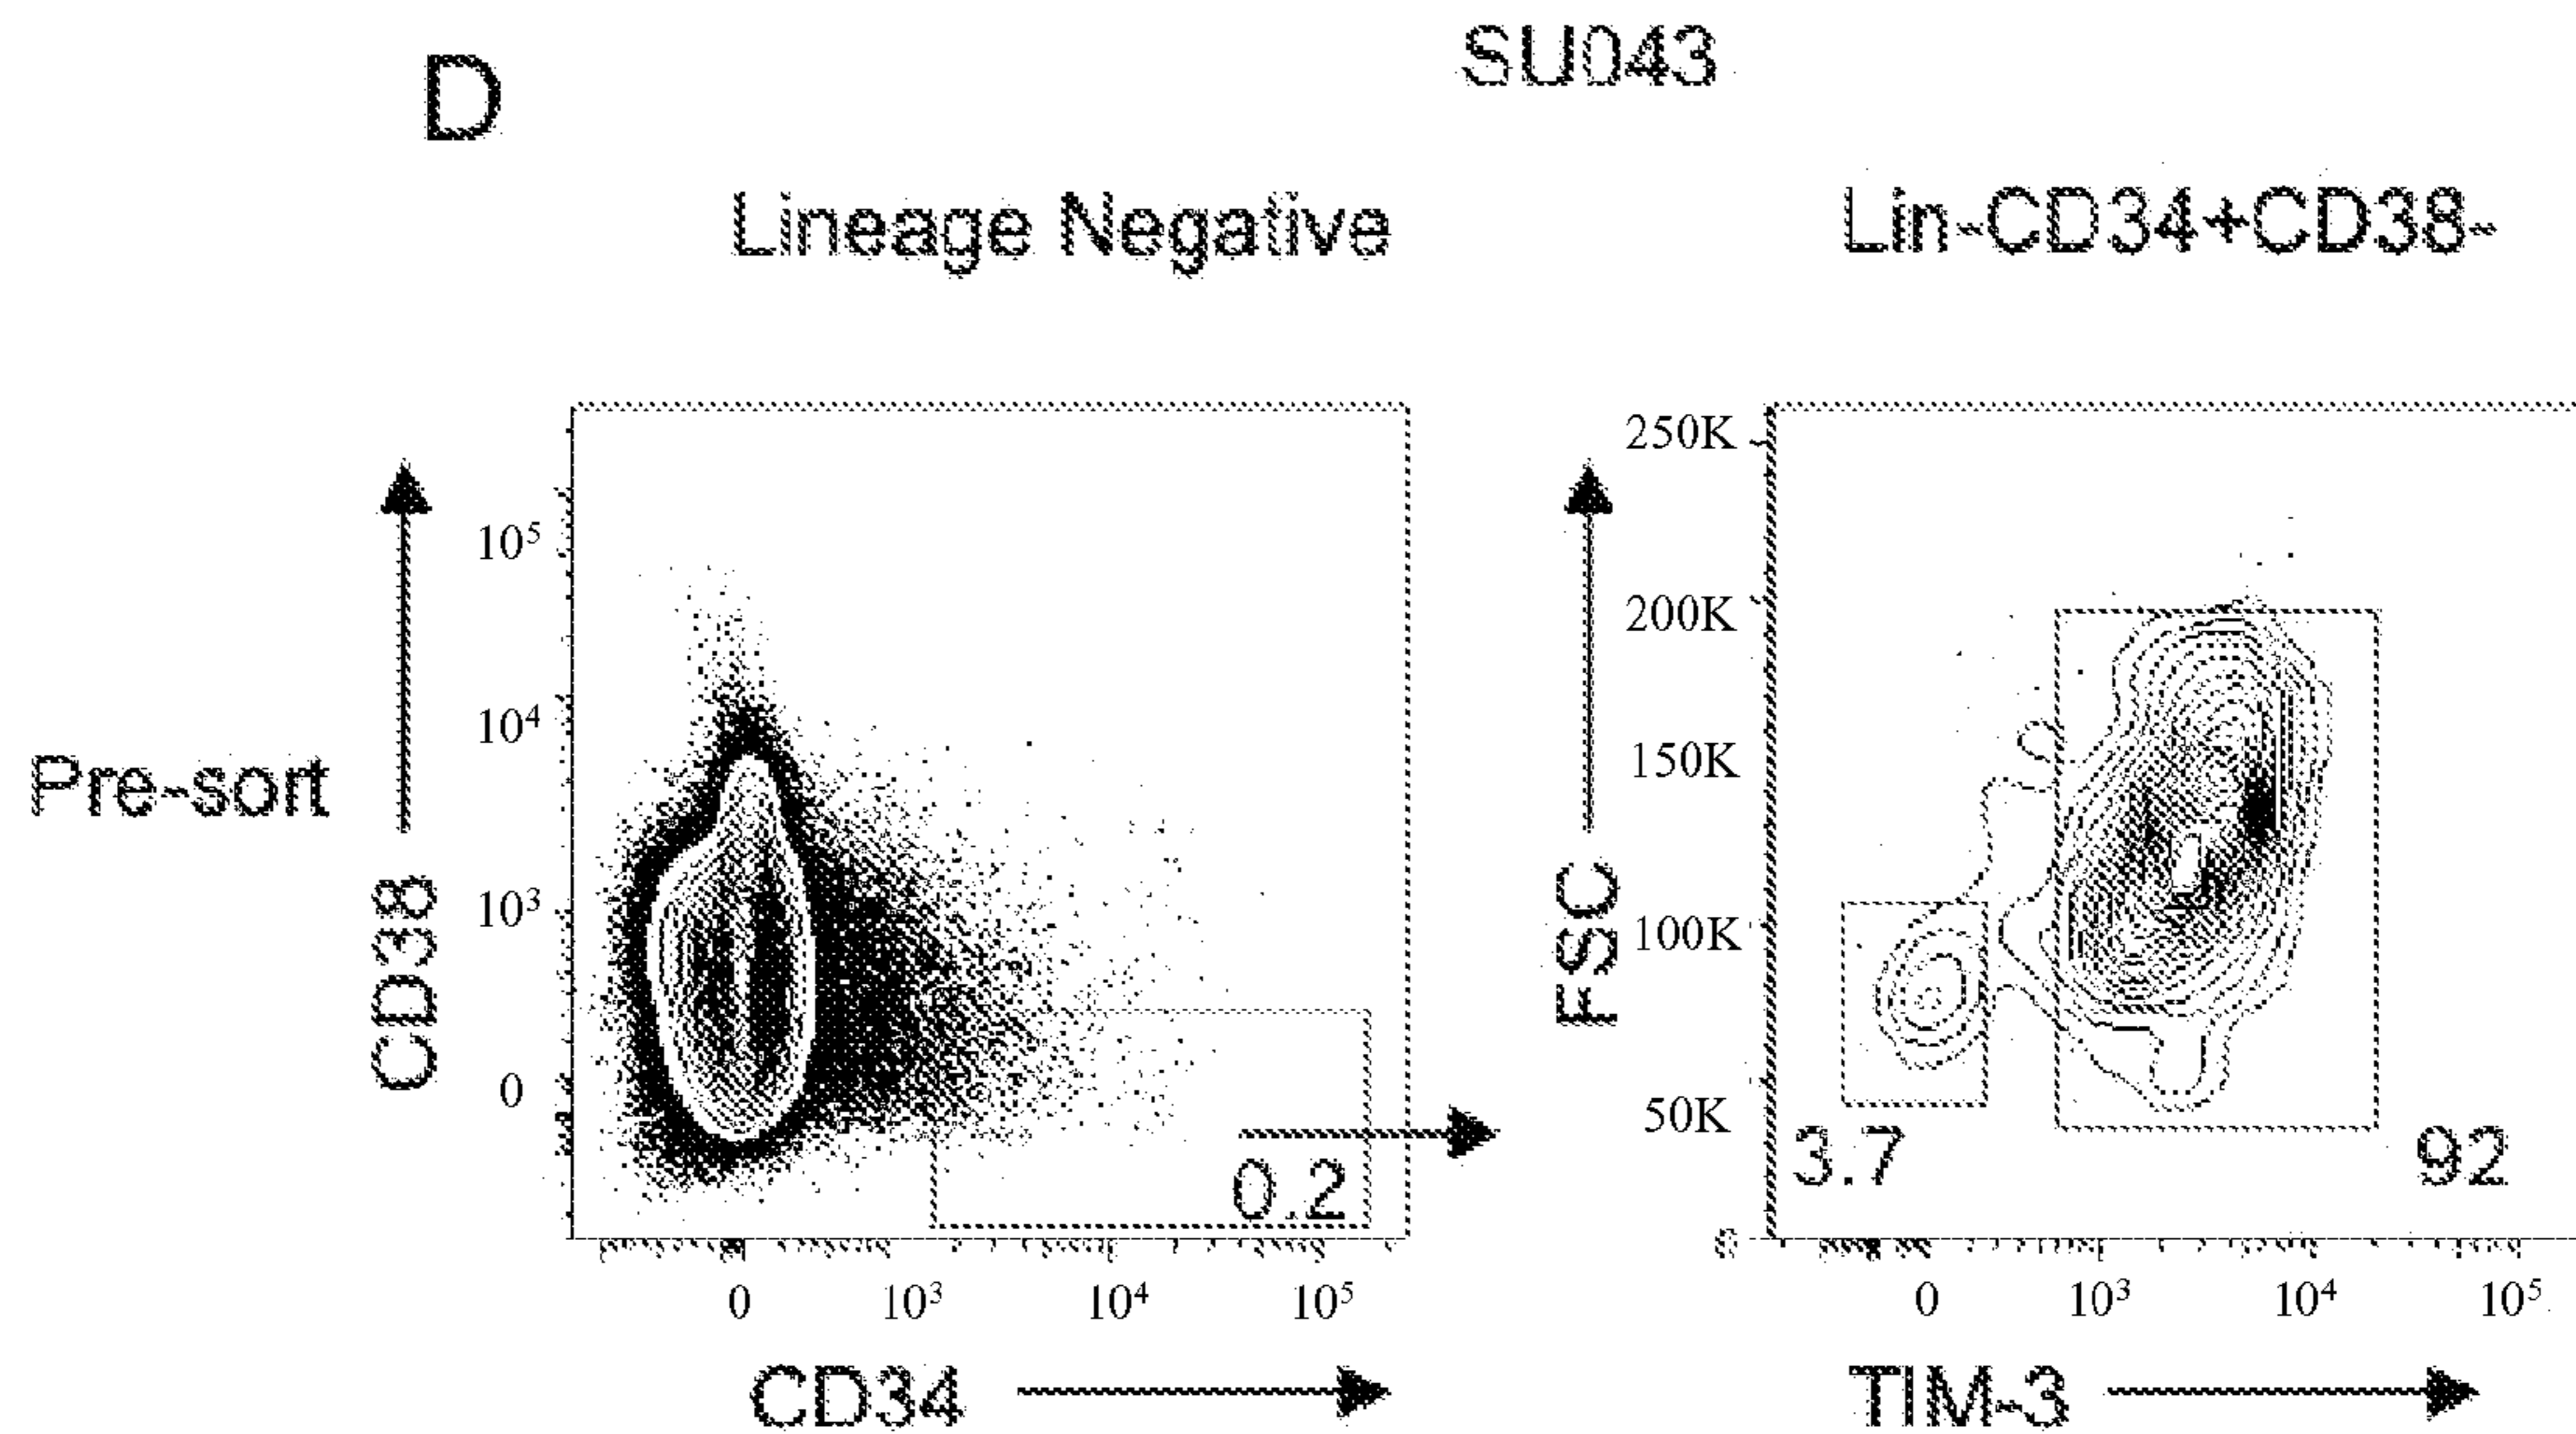 D
SU043
Lineage Negative
Lin-CD34+CD38-
Pre-sort
CD38
10⁵
10⁴
10³
0
0.2
0 10³ 10⁴ 10⁵
CD34
FSC
250K
200K
150K
100K
50K
0
3.7
92
0 10³ 10⁴ 10⁵
TIM-3